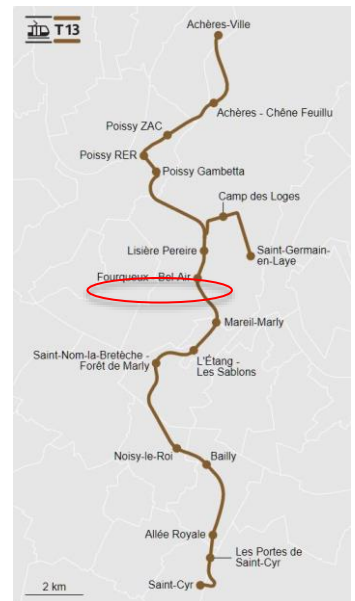 T13
Achères-Ville
Achères - Chêne Feuillu
Poissy ZAC
Poissy RER
Poissy Gambetta
Camp des Loges
Lisière Pereire
Saint-Germain-
en-Laye
Fourqueux - Bel-Air
Mareil-Marly
Saint-Nom-la-Bretèche -
Forêt de Marly
L'Étang -
Les Sablons
Noisy-le-Roi
Bailly
Allée Royale
Les Portes de
Saint-Cyr
Saint-Cyr
2 km